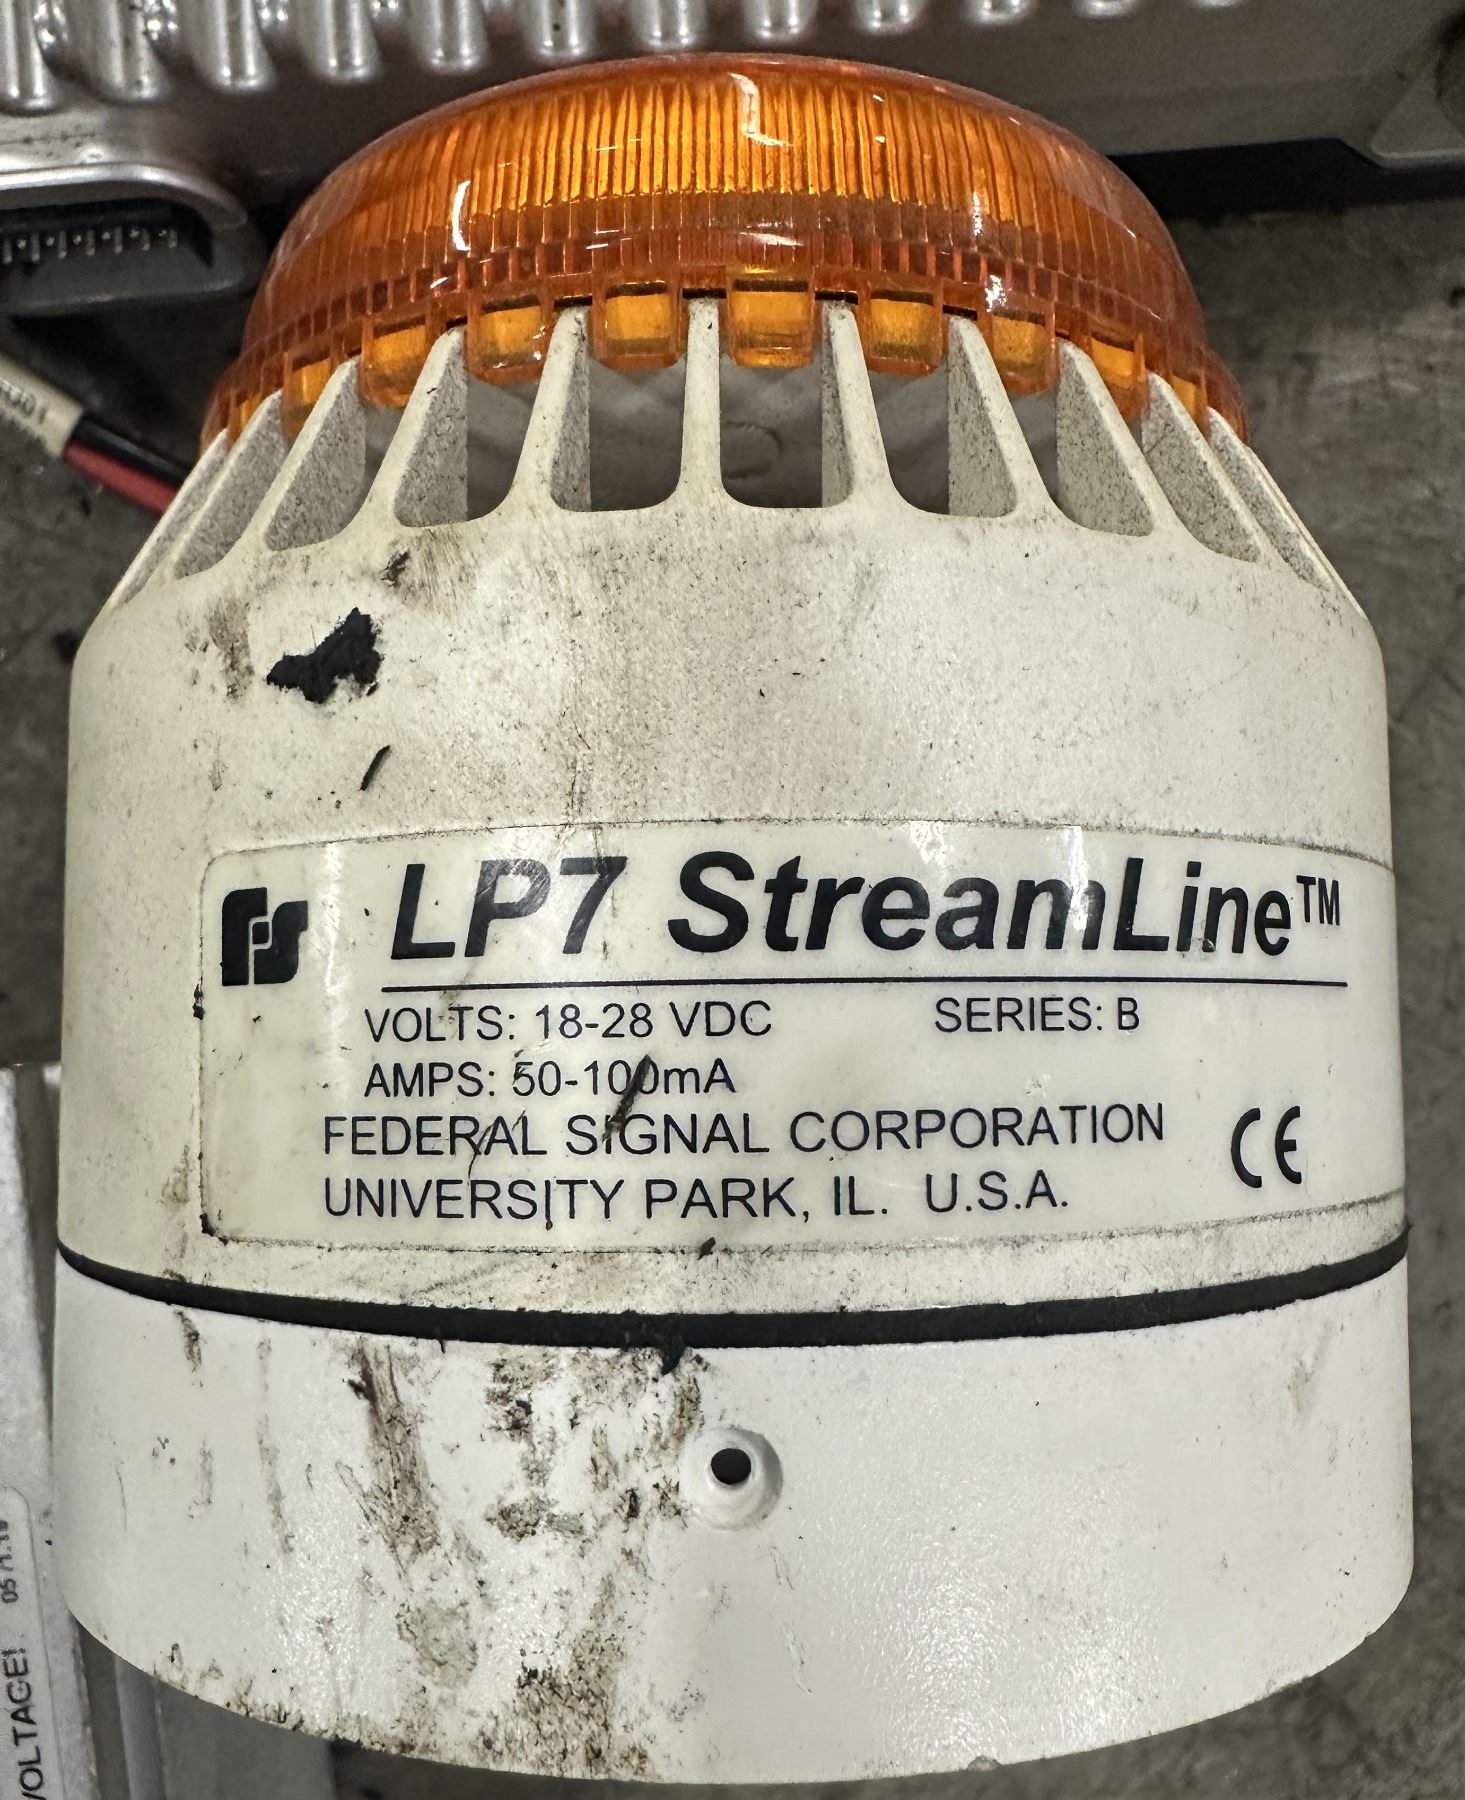 LP7 StreamLine™
VOLTS: 18-28 VDC SERIES: B
AMPS: 50-100mA
FEDERAL SIGNAL CORPORATION
UNIVERSITY PARK, IL. U.S.A.
CE
VOLTAGE!